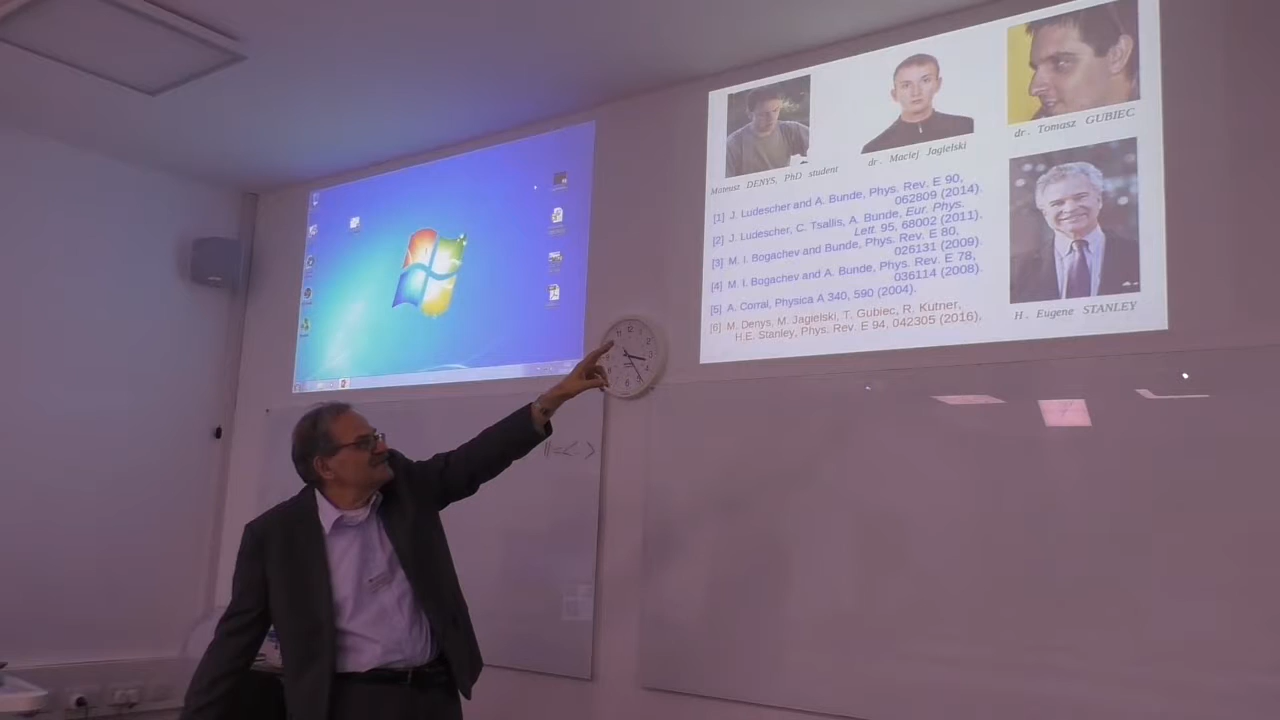 Mateusz DENYS, PhD student
dr. Maciej Jagielski
dr. Tomasz GUBIEC
H. Eugene STANLEY
[1] J. Ludescher and A. Bunde, Phys. Rev. E 90,
062809 (2014).
[2] J. Ludescher, C. Tsallis, A. Bunde, Eur. Phys.
Lett. 95, 68002 (2011),
[3] M. I. Bogachev and Bunde, Phys. Rev. E 80,
026131 (2009).
[4] M. I. Bogachev and A. Bunde, Phys. Rev. E 78,
036114 (2008).
[5] A. Corral, Physica A 340, 590 (2004).
[6] M. Denys, M. Jagielski, T. Gubiec, R. Kutner,
H.E. Stanley, Phys. Rev. E 94, 042305 (2016),